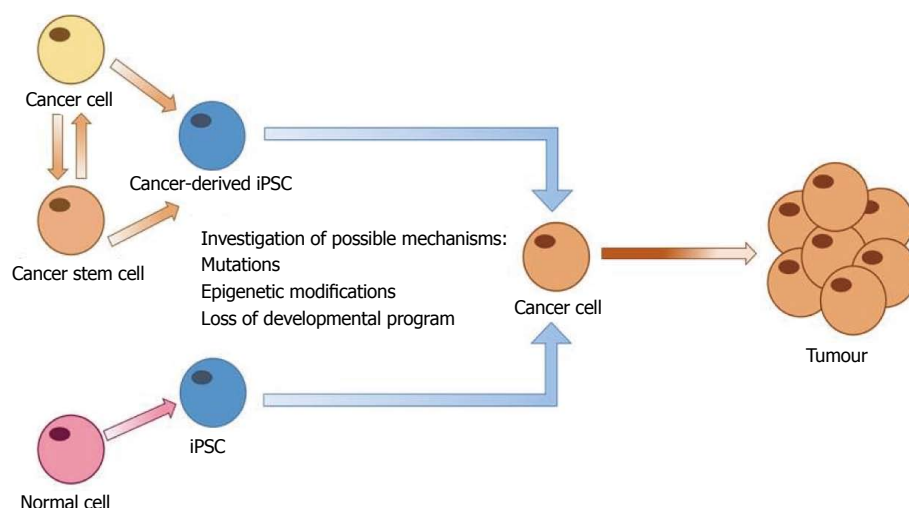 Cancer cell
Cancer-derived iPSC
Cancer stem cell
Investigation of possible mechanisms:
Mutations
Epigenetic modifications
Loss of developmental program
Cancer cell
Tumour
iPSC
Normal cell